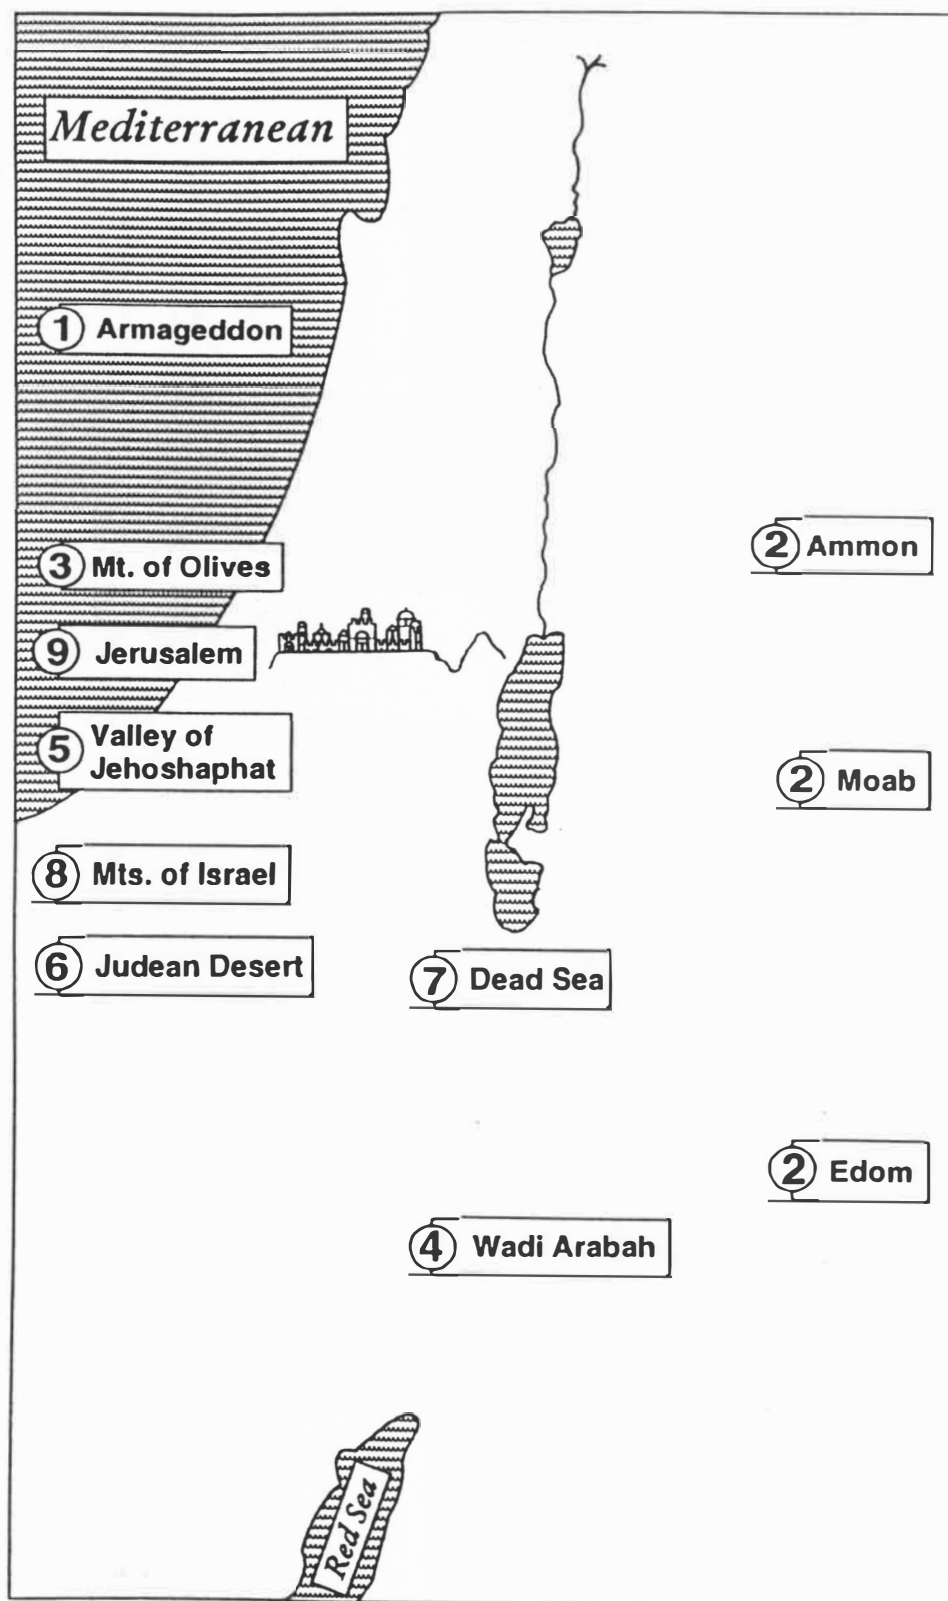 Mediterranean
1 Armageddon
3 Mt. of Olives
2 Ammon
9 Jerusalem
5 Valley of
Jehoshaphat
2 Moab
8 Mts. of Israel
6 Judean Desert
7 Dead Sea
2 Edom
4 Wadi Arabah
Red Sea